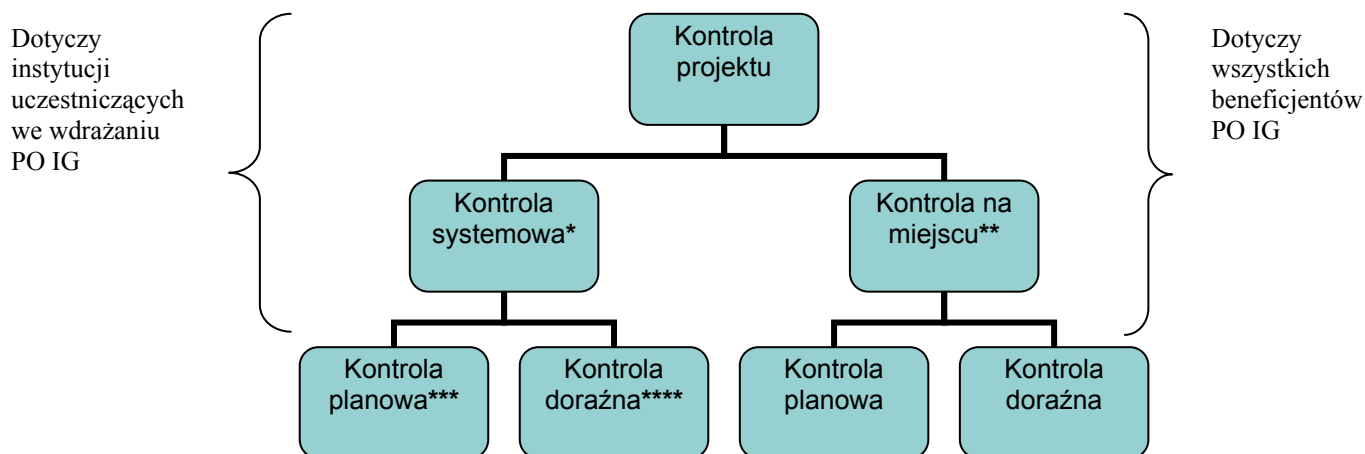 Dotyczy
instytucji
uczestniczących
we wdrażaniu
PO IG
Kontrola
projektu
Dotyczy
wszystkich
beneficjentów
PO IG
Kontrola
systemowa*
Kontrola na
miejscu**
Kontrola
planowa***
Kontrola
doraźna****
Kontrola
planowa
Kontrola
doraźna